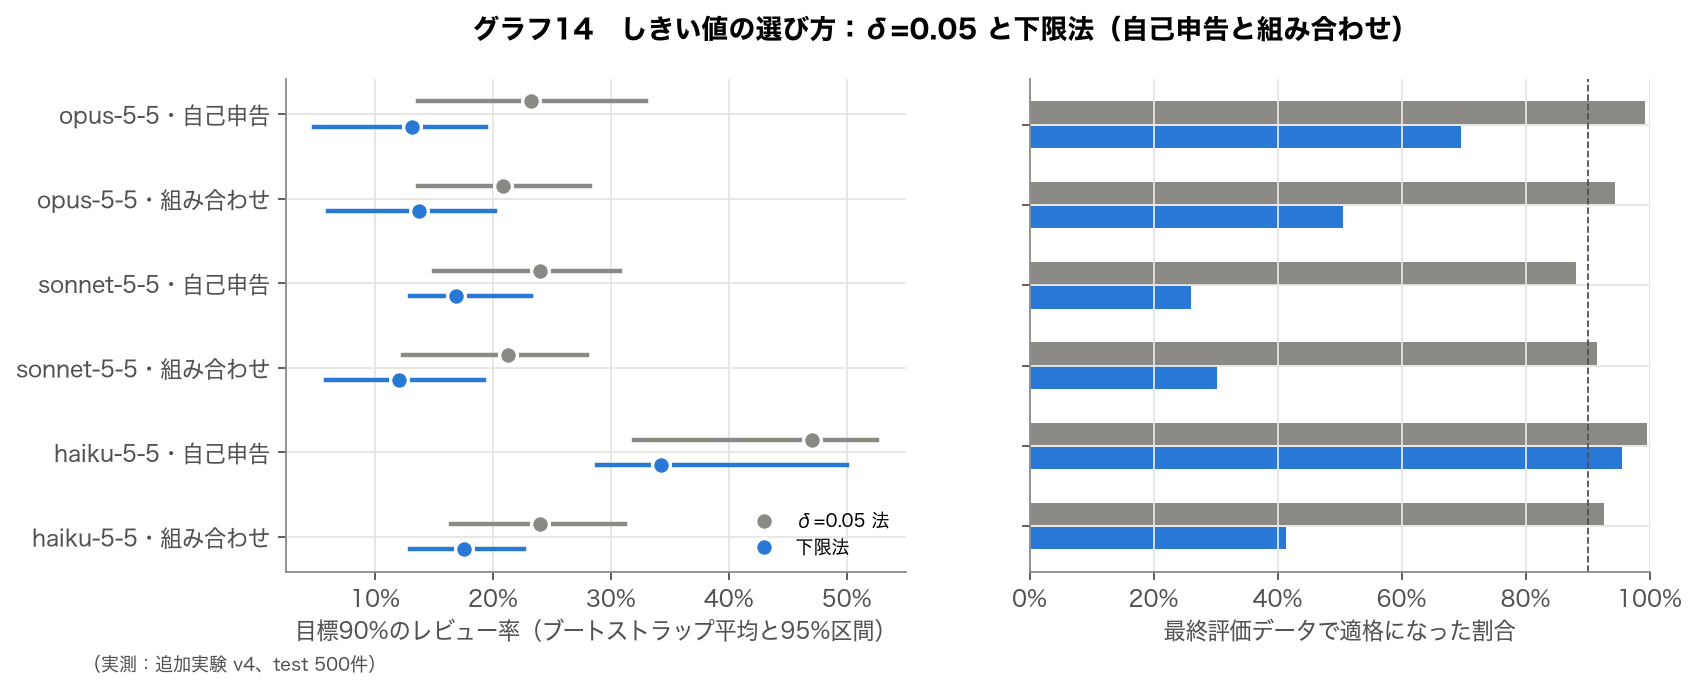 グラフ14　しきい値の選び方：δ=0.05 と下限法（自己申告と組み合わせ）
opus-5-5・自己申告
opus-5-5・組み合わせ
sonnet-5-5・自己申告
sonnet-5-5・組み合わせ
haiku-5-5・自己申告
haiku-5-5・組み合わせ
δ=0.05 法
下限法
10% 20% 30% 40% 50%
目標90%のレビュー率（ブートストラップ平均と95%区間）
0% 20% 40% 60% 80% 100%
最終評価データで適格になった割合
（実測：追加実験 v4、test 500件）